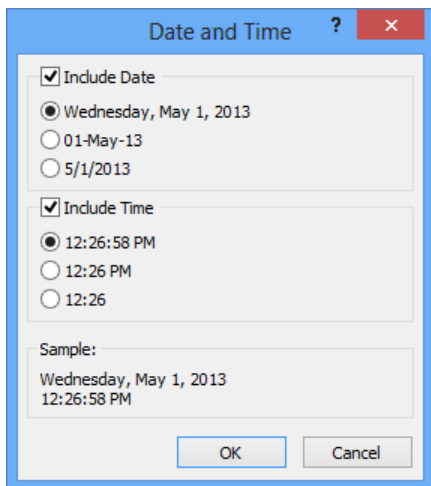 Date and Time ?
Include Date
Wednesday, May 1, 2013
01-May-13
5/1/2013
Include Time
12:26:58 PM
12:26 PM
12:26
Sample:
Wednesday, May 1, 2013
12:26:58 PM
OK Cancel